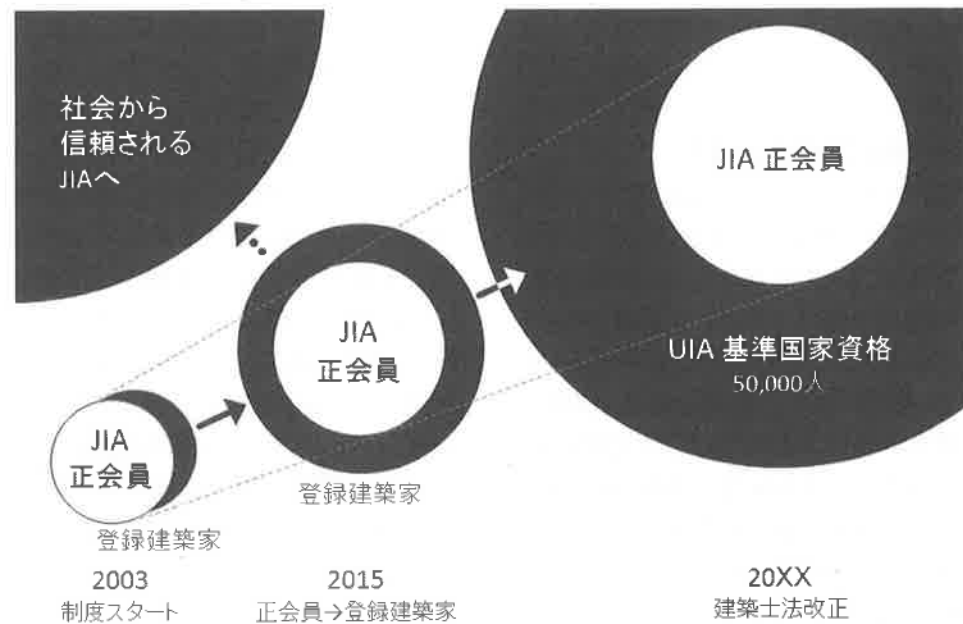 社会から
信頼される
JIAへ
JIA 正会員
UIA 基準国家資格
50,000人
JIA
正会員
登録建築家
JIA
正会員
登録建築家
2003
制度スタート
2015
正会員→登録建築家
20XX
建築士法改正